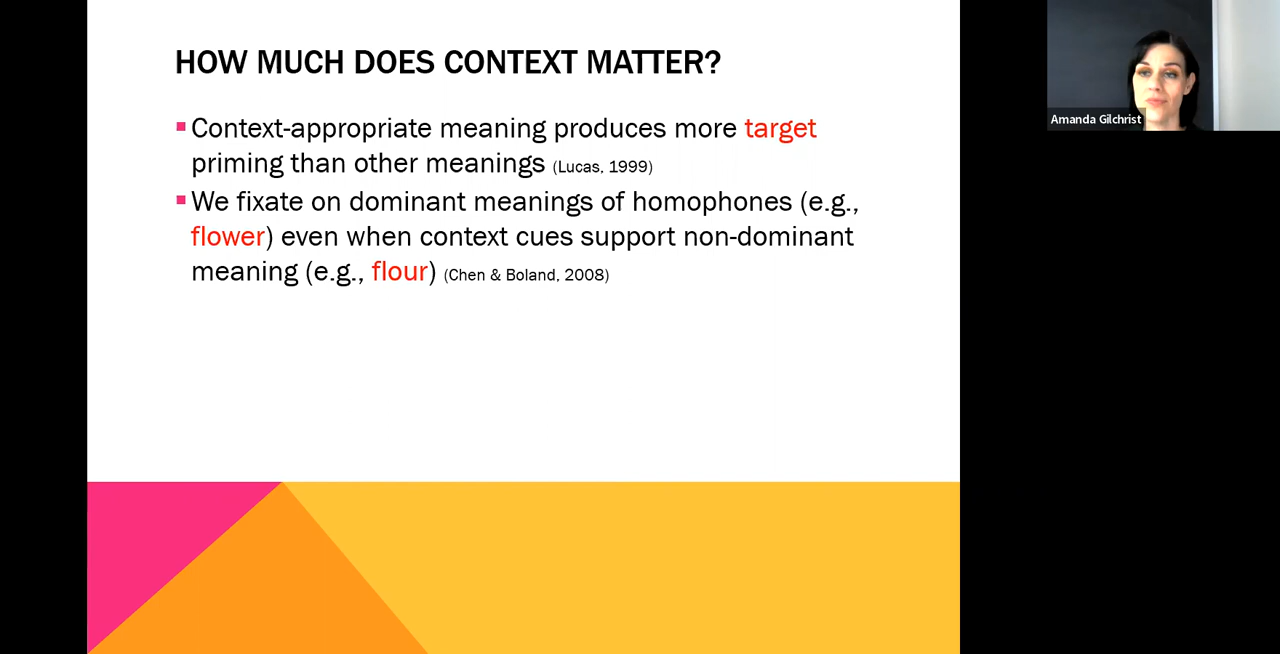 HOW MUCH DOES CONTEXT MATTER?
Context-appropriate meaning produces more target
priming than other meanings (Lucas, 1999)
We fixate on dominant meanings of homophones (e.g.,
flower) even when context cues support non-dominant
meaning (e.g., flour) (Chen & Boland, 2008)
Amanda Gilchrist